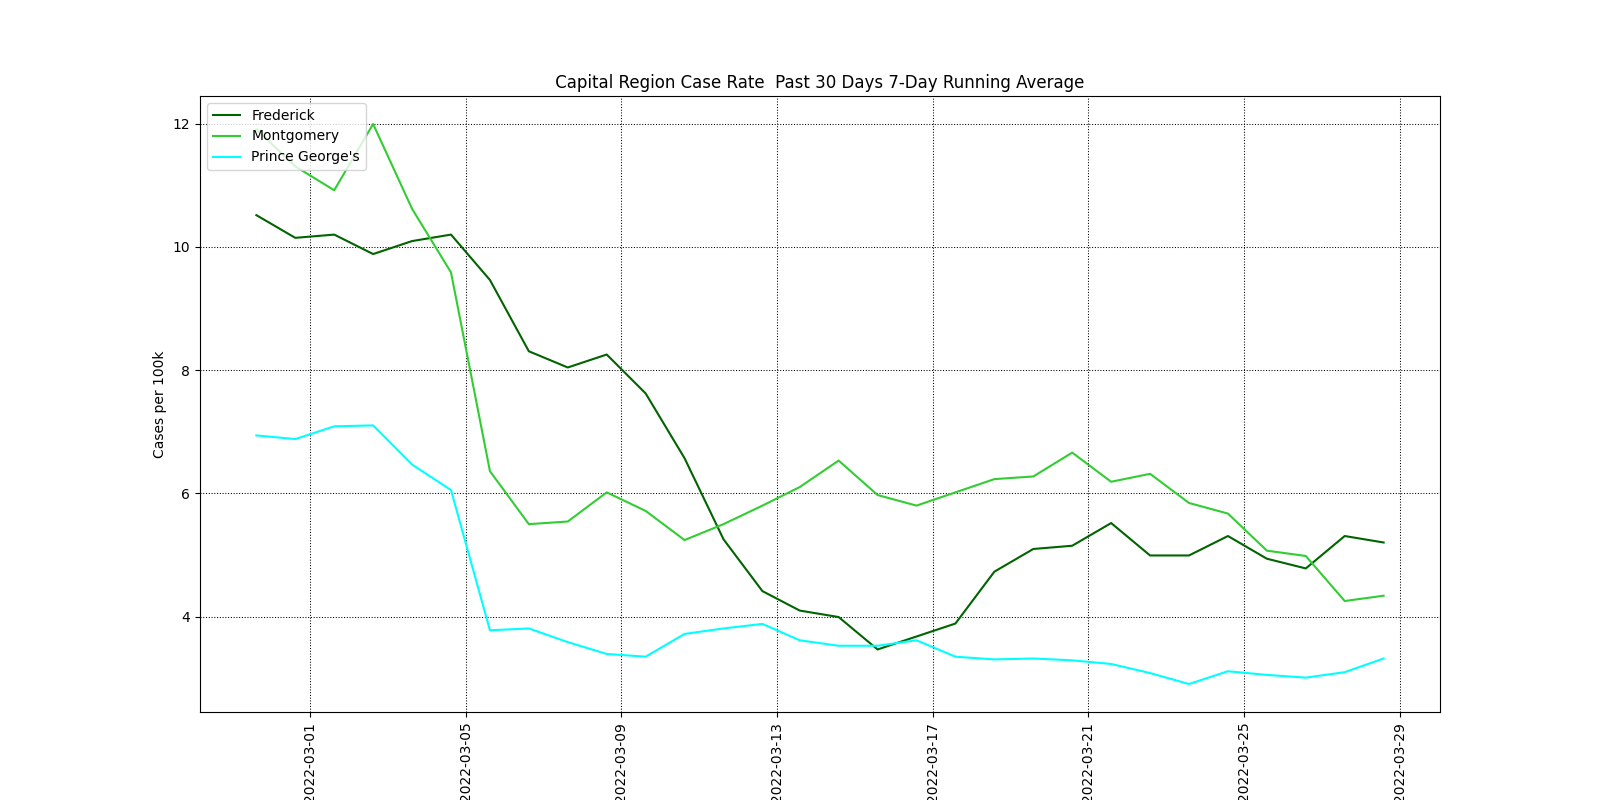 Capital Region Case Rate  Past 30 Days 7-Day Running Average
Frederick
Montgomery
Prince George's
Cases per 100k
12
10
8
6
4
2022-03-01
2022-03-05
2022-03-09
2022-03-13
2022-03-17
2022-03-21
2022-03-25
2022-03-29